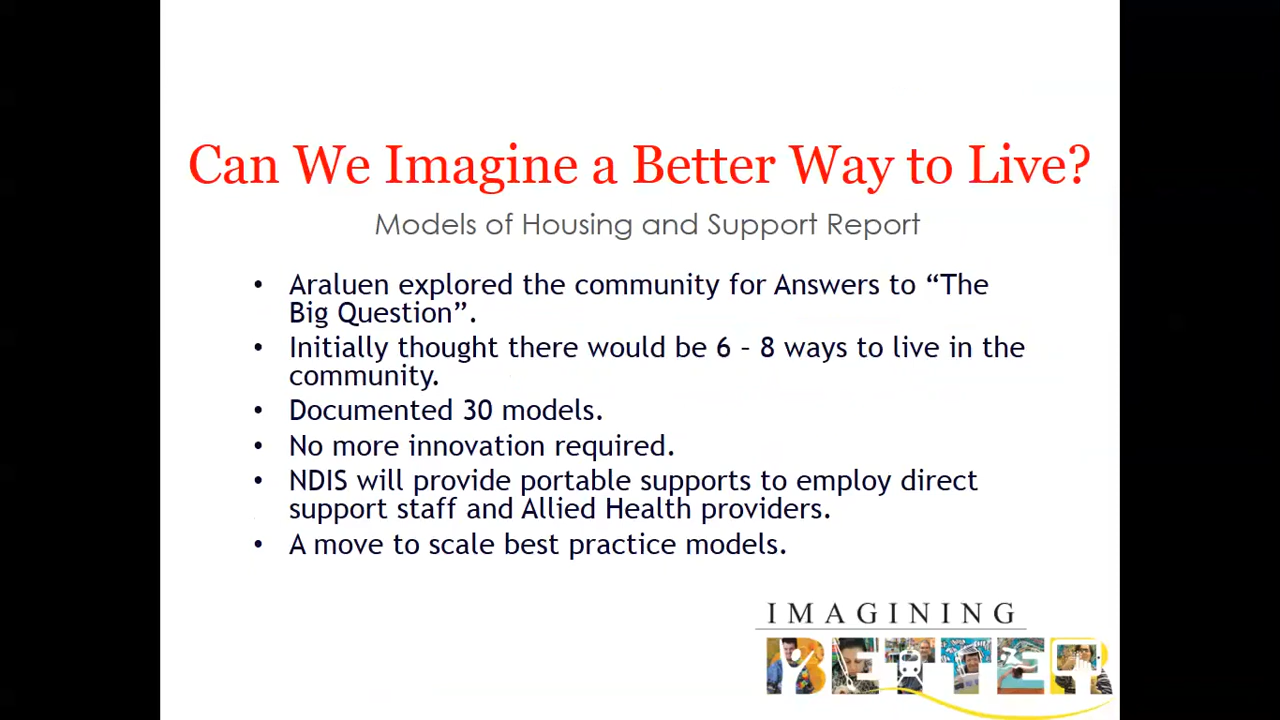 Can We Imagine a Better Way to Live?
Models of Housing and Support Report
• Araluen explored the community for Answers to “The
Big Question”.
• Initially thought there would be 6 – 8 ways to live in the
community.
• Documented 30 models.
• No more innovation required.
• NDIS will provide portable supports to employ direct
support staff and Allied Health providers.
• A move to scale best practice models.
IMAGINING
BETTER